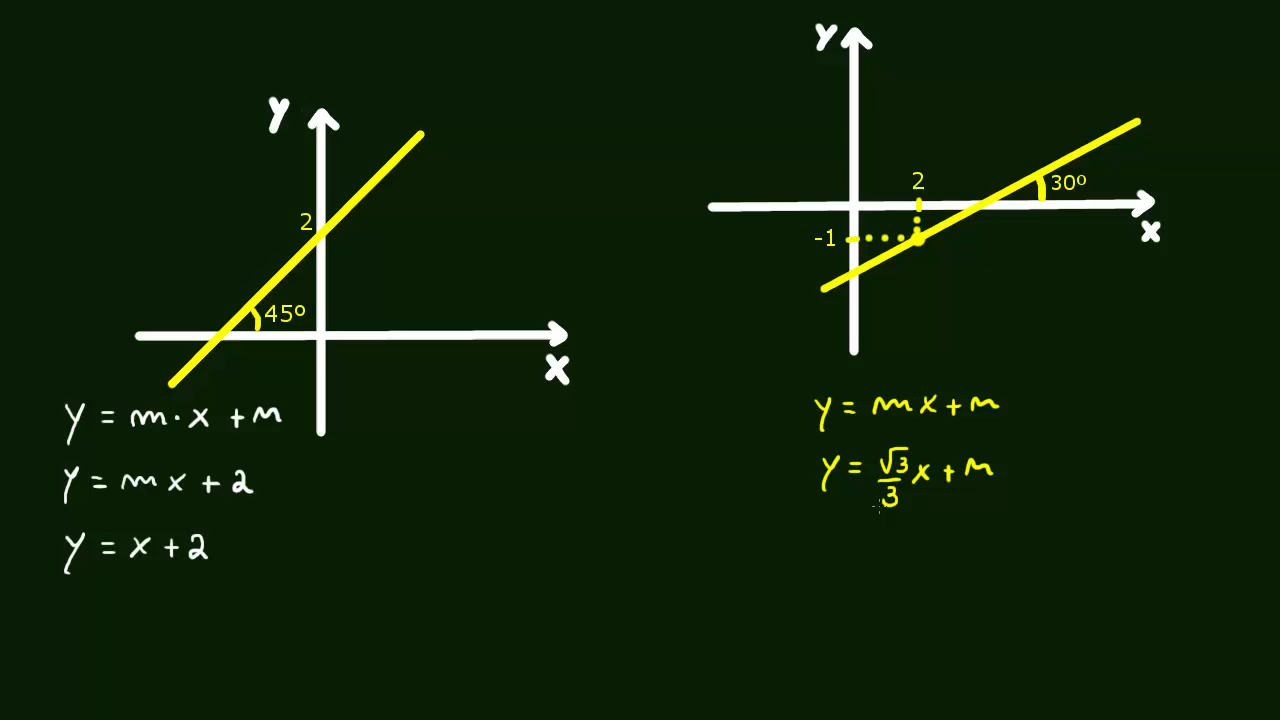 y
2
45º
x
y = m·x + n
y = mx + 2
y = x + 2
y
2
30º
-1
x
y = mx + n
y = √3/3 x + n